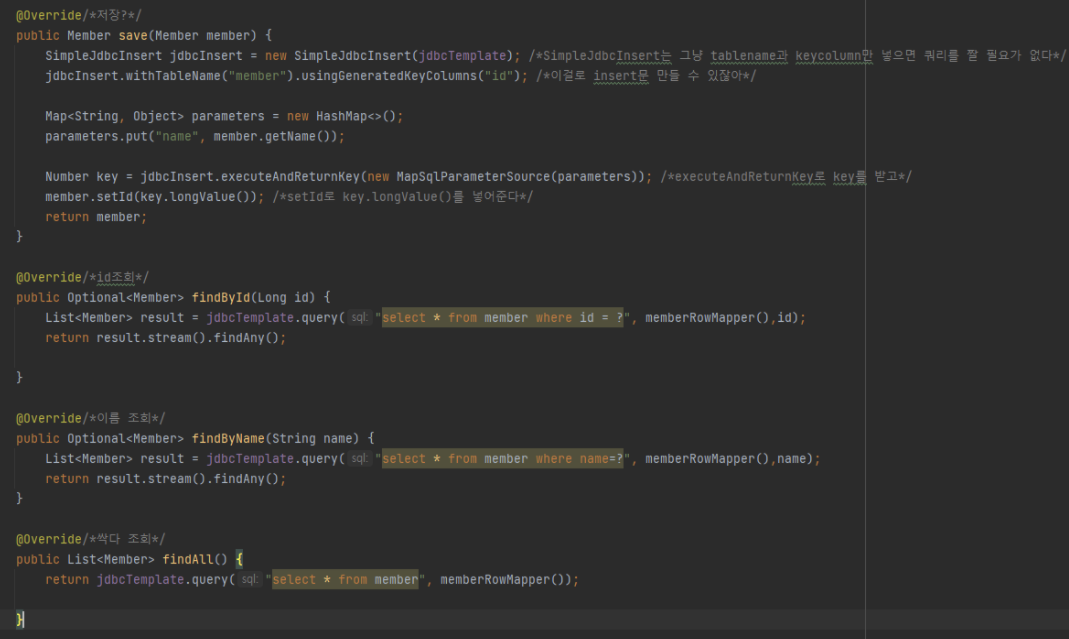 @Override/*저장?*/
public Member save(Member member) {
SimpleJdbcInsert jdbcInsert = new SimpleJdbcInsert(jdbcTemplate); /*SimpleJdbcInsert는 그냥 tablename과 keycolumn만 넣으면 쿼리를 짤 필요가 없다*/
jdbcInsert.withTableName("member").usingGeneratedKeyColumns("id"); /*이걸로 insert문 만들 수 있잖아*/
Map<String, Object> parameters = new HashMap<>();
parameters.put("name", member.getName());
Number key = jdbcInsert.executeAndReturnKey(new MapSqlParameterSource(parameters)); /*executeAndReturnKey로 key를 받고*/
member.setId(key.longValue()); /*setId로 key.longValue()를 넣어준다*/
return member;
}
@Override/*id조회*/
public Optional<Member> findById(Long id) {
List<Member> result = jdbcTemplate.query( sql: "select * from member where id = ?", memberRowMapper(),id);
return result.stream().findAny();
}
@Override/*이름 조회*/
public Optional<Member> findByName(String name) {
List<Member> result = jdbcTemplate.query( sql: "select * from member where name=?", memberRowMapper(),name);
return result.stream().findAny();
}
@Override/*싹다 조회*/
public List<Member> findAll() {
return jdbcTemplate.query( sql: "select * from member", memberRowMapper());
}